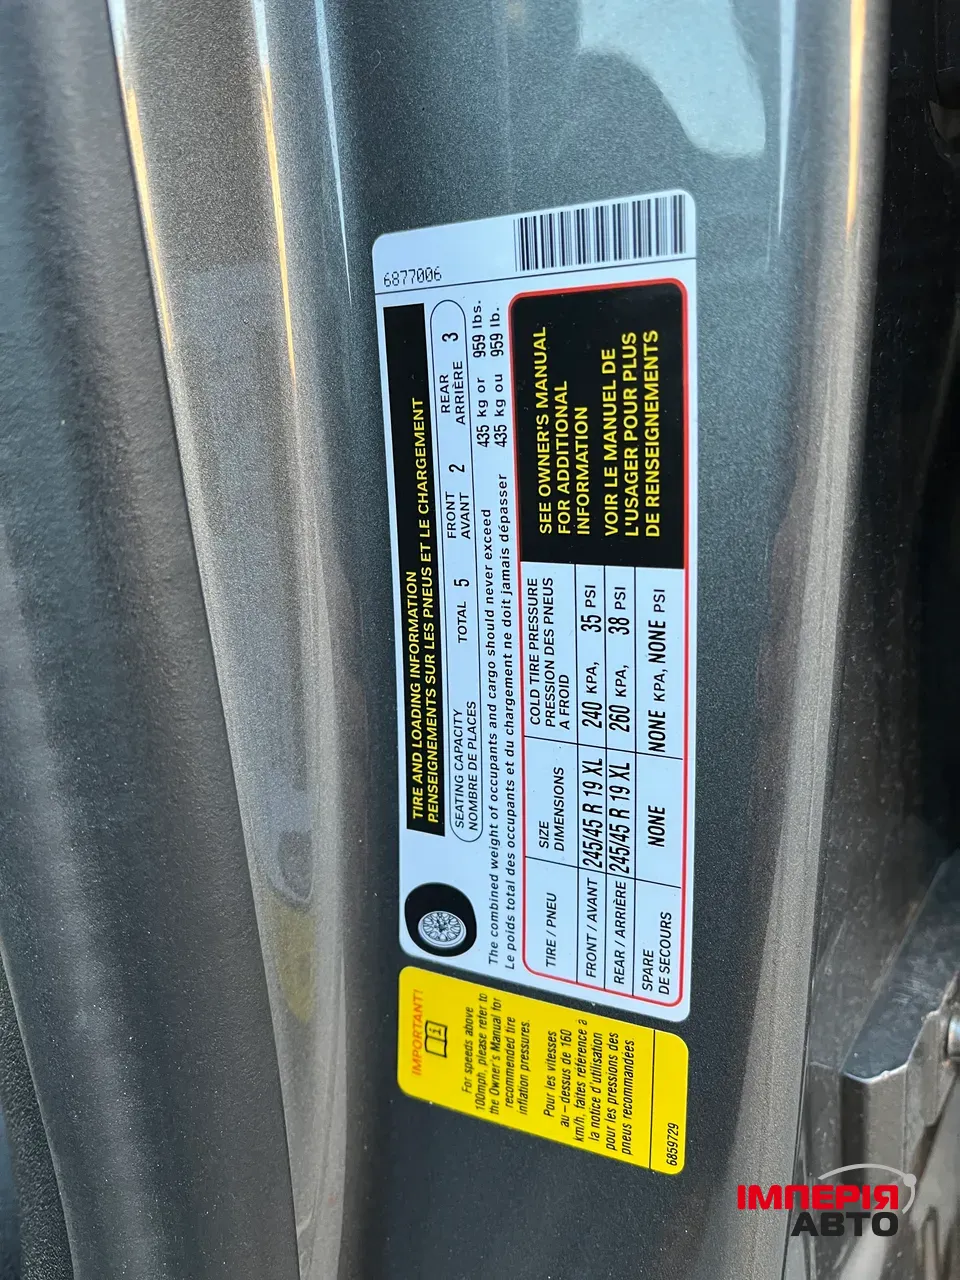 6877006
TIRE AND LOADING INFORMATION
RENSEIGNEMENTS SUR LES PNEUS ET LE CHARGEMENT
SEATING CAPACITY
NOMBRE DE PLACES
TOTAL 5
FRONT
AVANT 2
REAR
ARRIÈRE 3
The combined weight of occupants and cargo should never exceed 435 kg or 959 lbs.
Le poids total des occupants et du chargement ne doit jamais dépasser 435 kg ou 959 lb.
TIRE / PNEU
SIZE
DIMENSIONS
COLD TIRE PRESSURE
PRESSION DES PNEUS
A FROID
FRONT / AVANT 245/45 R 19 XL 240 KPA, 35 PSI
REAR / ARRIÈRE 245/45 R 19 XL 260 KPA, 38 PSI
SPARE
DE SECOURS
NONE NONE KPA, NONE PSI
SEE OWNER'S MANUAL
FOR ADDITIONAL
INFORMATION
VOIR LE MANUEL DE
L'USAGER POUR PLUS
DE RENSEIGNEMENTS
IMPORTANT!
For speeds above
100mph, please refer to
the Owner's Manual for
recommended tire
inflation pressures.
Pour les vitesses
au-dessus de 160
km/h, faites référence à
la notice d'utilisation
pour les pressions des
pneus recommandées
6859729
ІМПЕРІЯ
АВТО